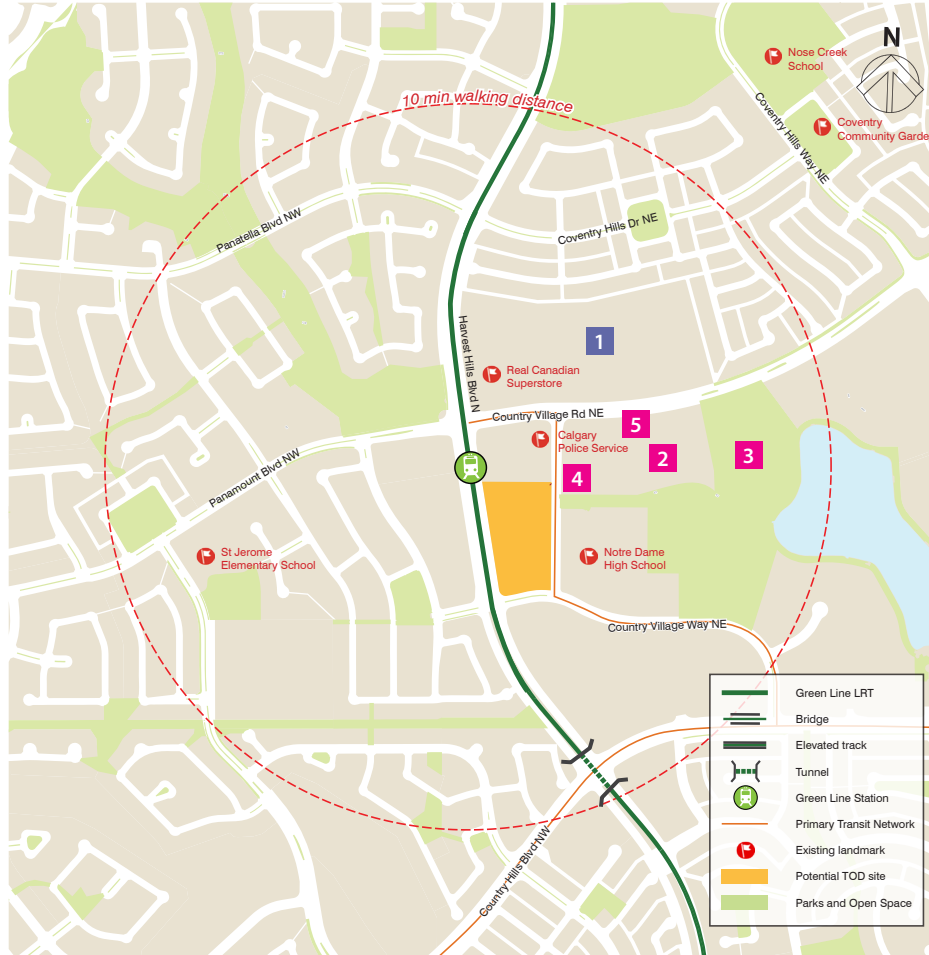 N
Nose Creek
School
Coventry
Community Garde
Coventry Hills Way NE
10 min walking distance
Panatella Blvd NW
Coventry Hills Dr NE
Harvest Hills Blvd N
1
Real Canadian
Superstore
Country Village Rd NE
5
Calgary
Police Service
2
3
4
Panamount Blvd NW
St Jerome
Elementary School
Notre Dame
High School
Country Village Way NE
Country Hills Blvd NW
Green Line LRT
Bridge
Elevated track
Tunnel
Green Line Station
Primary Transit Network
Existing landmark
Potential TOD site
Parks and Open Space